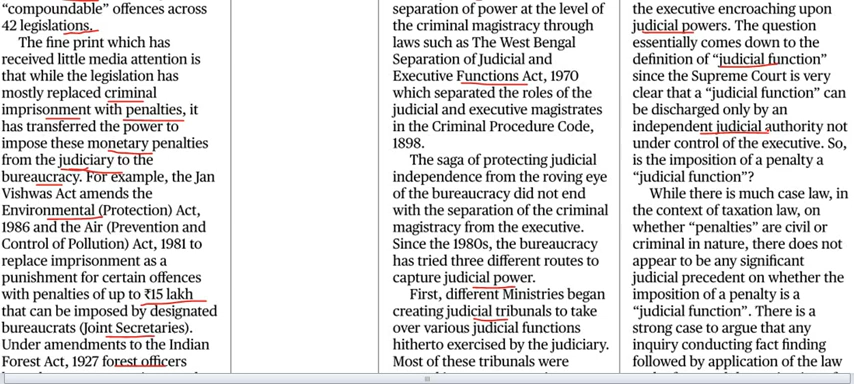 "compoundable" offences across
42 legislations.
The fine print which has
received little media attention is
that while the legislation has
mostly replaced criminal
imprisonment with penalties, it
has transferred the power to
impose these monetary penalties
from the judiciary to the
bureaucracy. For example, the Jan
Vishwas Act amends the
Environmental (Protection) Act,
1986 and the Air (Prevention and
Control of Pollution) Act, 1981 to
replace imprisonment as a
punishment for certain offences
with penalties of up to ₹15 lakh
that can be imposed by designated
bureaucrats (Joint Secretaries).
Under amendments to the Indian
Forest Act, 1927 forest officers
separation of power at the level of
the criminal magistracy through
laws such as The West Bengal
Separation of Judicial and
Executive Functions Act, 1970
which separated the roles of the
judicial and executive magistrates
in the Criminal Procedure Code,
1898.
The saga of protecting judicial
independence from the roving eye
of the bureaucracy did not end
with the separation of the criminal
magistracy from the executive.
Since the 1980s, the bureaucracy
has tried three different routes to
capture judicial power.
First, different Ministries began
creating judicial tribunals to take
over various judicial functions
hitherto exercised by the judiciary.
Most of these tribunals were
the executive encroaching upon
judicial powers. The question
essentially comes down to the
definition of "judicial function"
since the Supreme Court is very
clear that a "judicial function" can
be discharged only by an
independent judicial authority not
under control of the executive. So,
is the imposition of a penalty a
"judicial function"?
While there is much case law, in
the context of taxation law, on
whether "penalties" are civil or
criminal in nature, there does not
appear to be any significant
judicial precedent on whether the
imposition of a penalty is a
"judicial function". There is a
strong case to argue that any
inquiry conducting fact finding
followed by application of the law